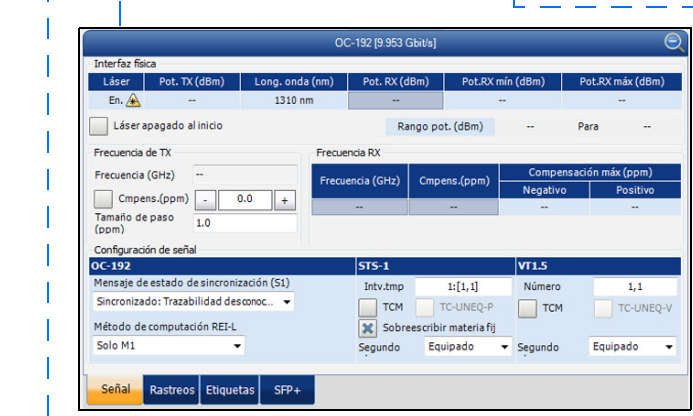 OC-192 [9.953 Gbit/s]
Interfaz física
Láser Pot. TX (dBm) Long. onda (nm) Pot. RX (dBm) Pot.RX mín (dBm) Pot.RX máx (dBm)
En. -- 1310 nm -- -- --
Láser apagado al inicio Rango pot. (dBm) -- Para --
Frecuencia de TX Frecuencia RX
Frecuencia (GHz) -- Frecuencia (GHz) Cmpens.(ppm) Compensación máx (ppm)
Negativo Positivo
Cmpens.(ppm) - 0.0 + -- -- -- --
Tamaño de paso (ppm) 1.0
Configuración de señal
OC-192 STS-1 VT1.5
Mensaje de estado de sincronización (S1) Intv.tmp 1:[1,1] Número 1,1
Sincronizado: Trazabilidad desconoc... TCM TC-UNEQ-P TCM TC-UNEQ-V
Método de computación REI-L Sobreescribir materia fij
Solo M1 Segundo Equipado Segundo Equipado
Señal Rastreos Etiquetas SFP+